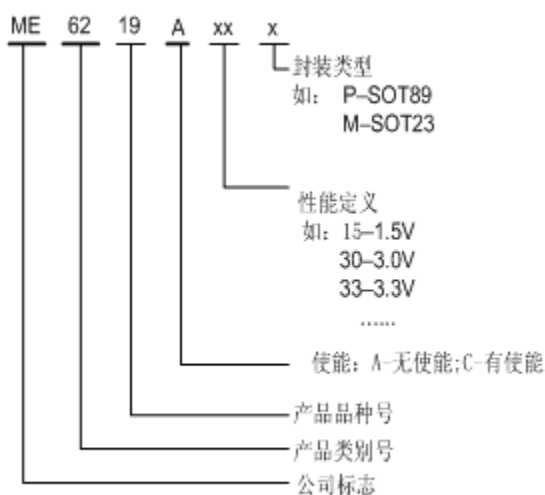 ME 62 19 A xx x
封装类型
如: P-SOT89
M-SOT23
性能定义
如: 15-1.5V
30-3.0V
33-3.3V
......
使能: A-无使能;C-有使能
产品品种号
产品类别号
公司标志